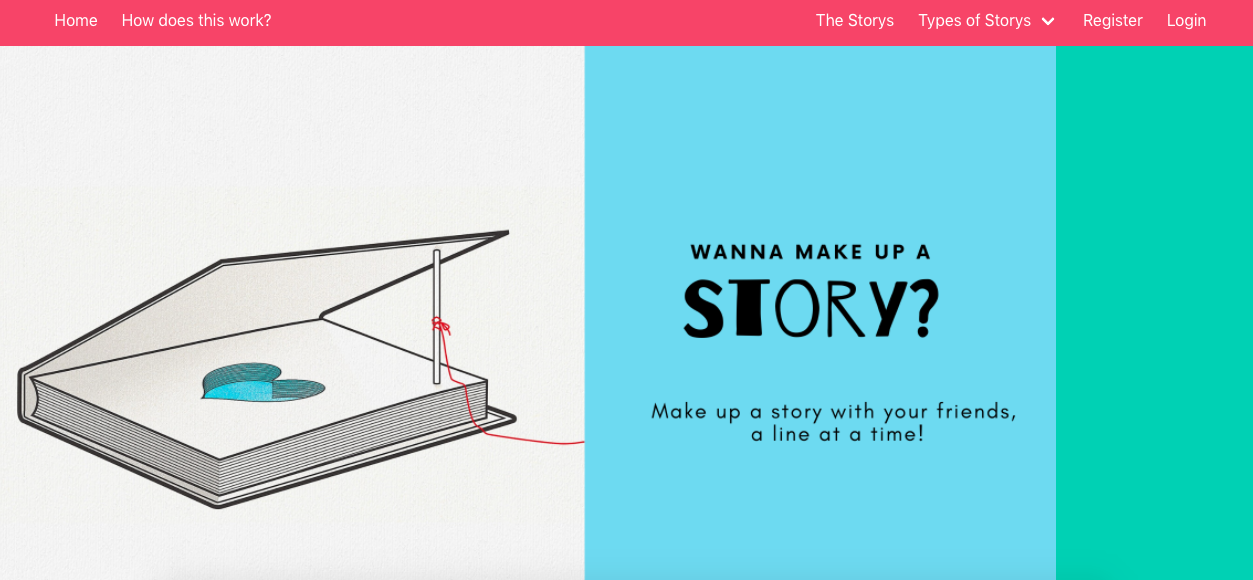 Home How does this work? The Storys Types of Storys Register Login
WANNA MAKE UP A
STORY?
Make up a story with your friends,
a line at a time!